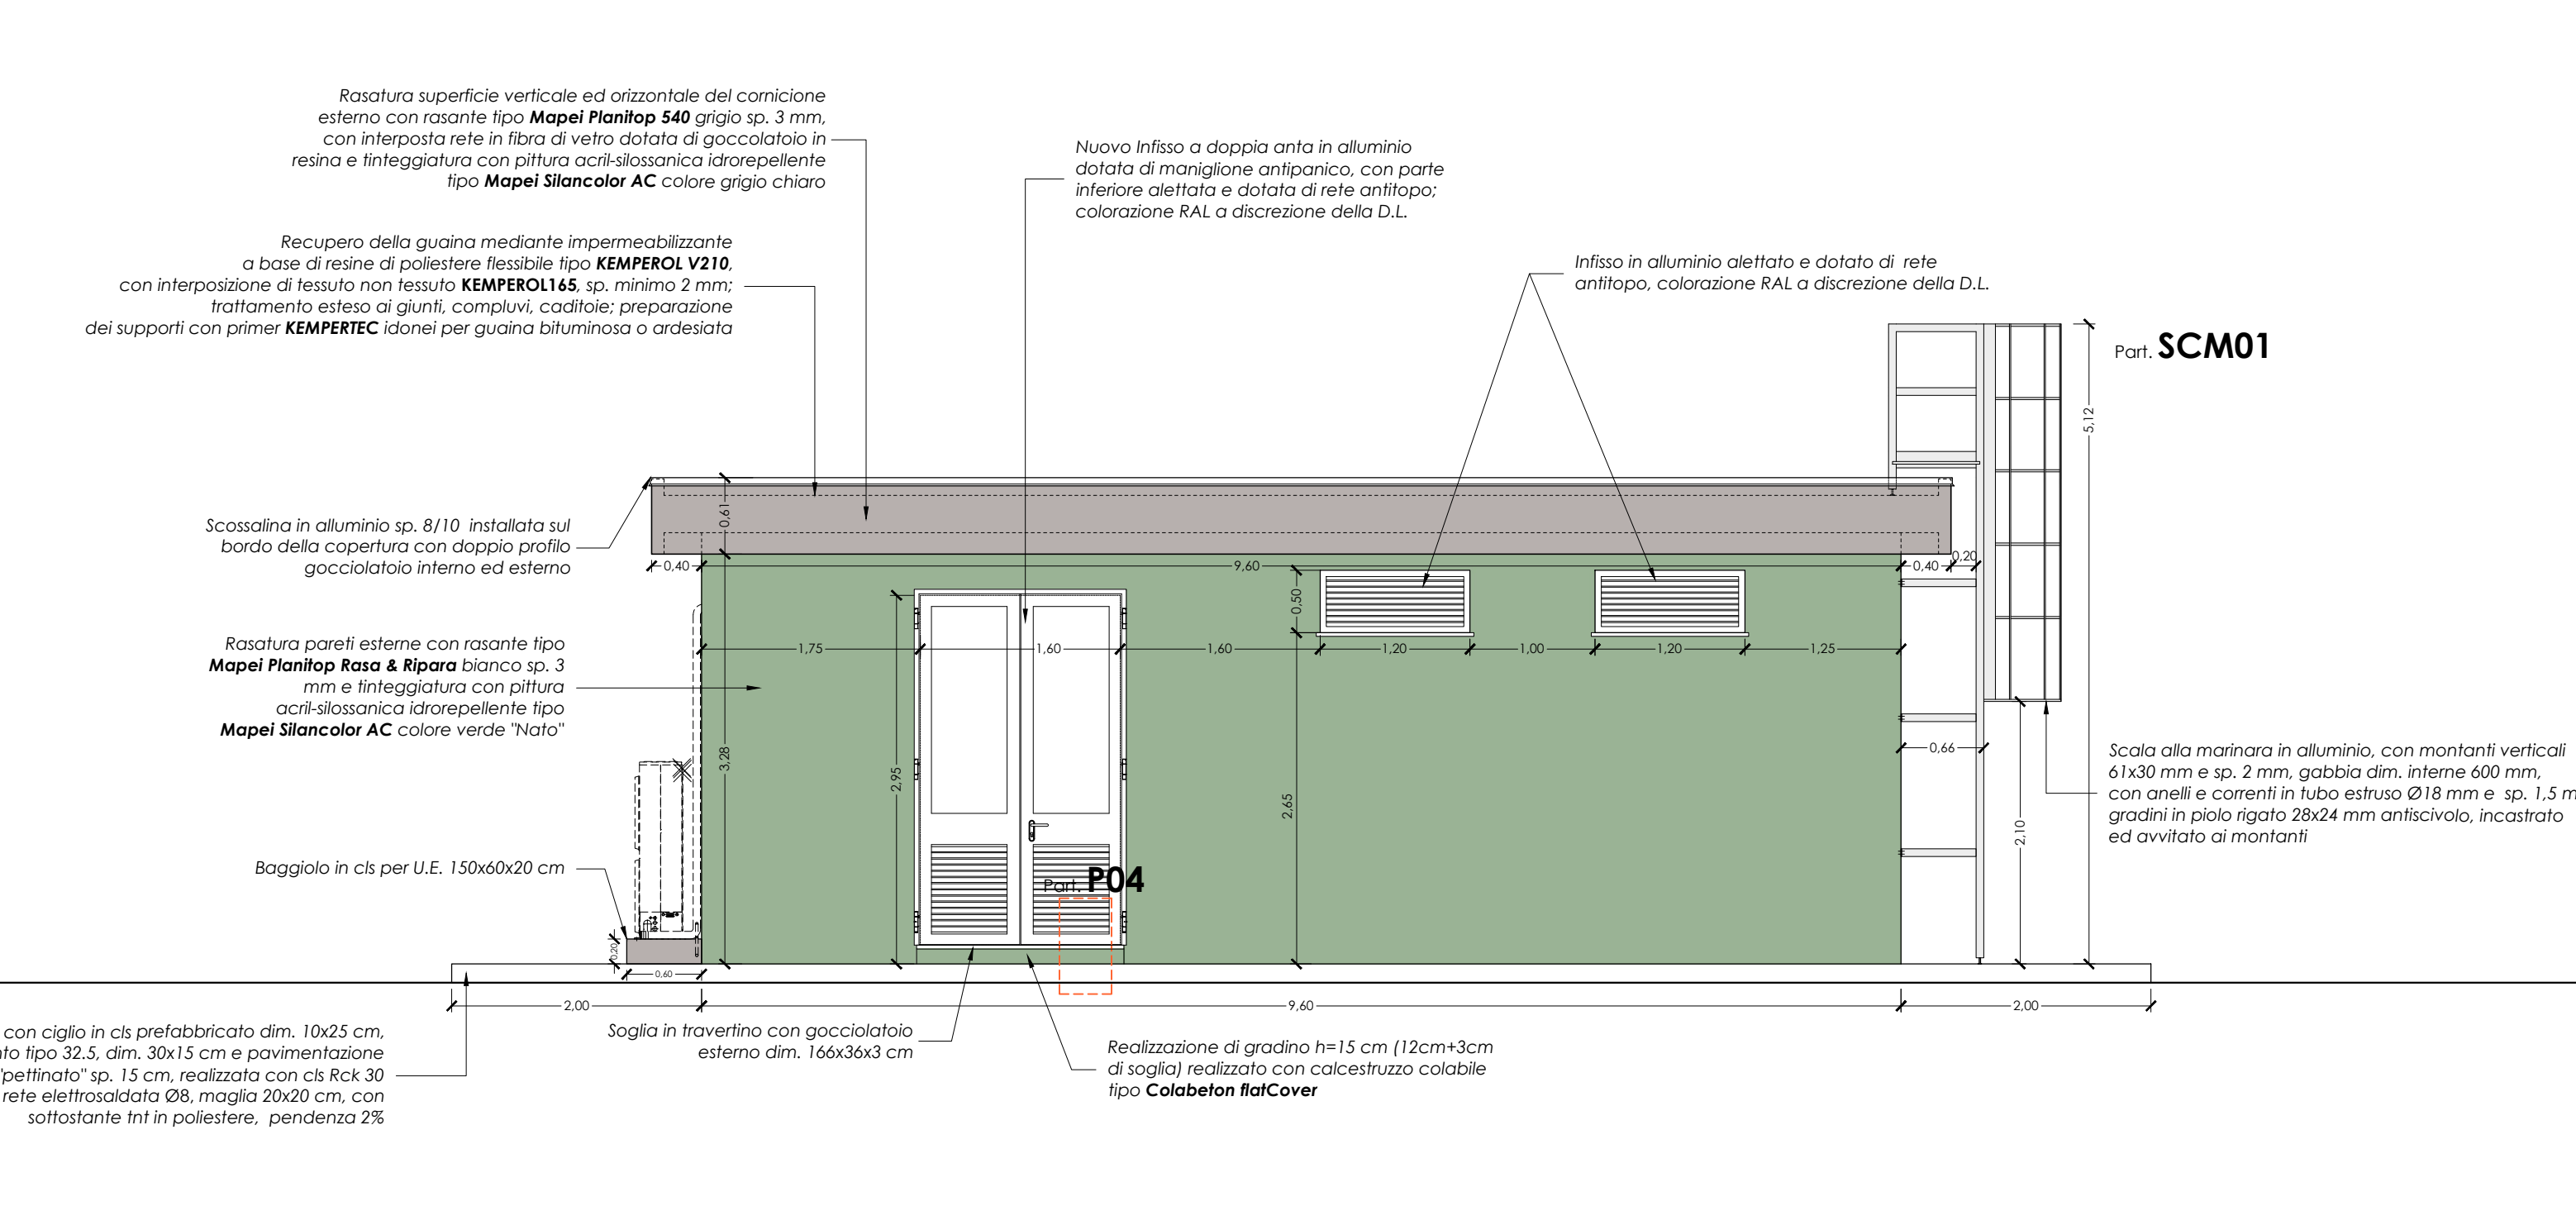 Rasatura superficie verticale ed orizzontale del cornicione
esterno con rasante tipo Mapei Planitop 540 grigio sp. 3 mm,
con interposta rete in fibra di vetro dotata di goccolatoio in
resina e tinteggiatura con pittura acril-silossanica idrorepellente
tipo Mapei Silancolor AC colore grigio chiaro
Nuovo Infisso a doppia anta in alluminio
dotata di maniglione antipanico, con parte
inferiore alettata e dotata di rete antitopo;
colorazione RAL a discrezione della D.L.
Recupero della guaina mediante impermeabilizzante
a base di resine di poliestere flessibile tipo KEMPEROL V210,
con interposizione di tessuto non tessuto KEMPEROL165, sp. minimo 2 mm;
trattamento esteso ai giunti, compluvi, caditoie; preparazione
dei supporti con primer KEMPERTEC idonei per guaina bituminosa o ardesiata
Infisso in alluminio alettato e dotato di rete
antitopo, colorazione RAL a discrezione della D.L.
Part. SCM01
5,12
Scossalina in alluminio sp. 8/10 installata sul
bordo della copertura con doppio profilo
gocciolatoio interno ed esterno
0,61
0,40
9,60
0,40
0,20
0,50
1,75
1,60
1,60
1,20
1,00
1,20
1,25
Rasatura pareti esterne con rasante tipo
Mapei Planitop Rasa & Ripara bianco sp. 3
mm e tinteggiatura con pittura
acril-silossanica idrorepellente tipo
Mapei Silancolor AC colore verde "Nato"
3,28
2,95
2,65
0,66
2,10
Scala alla marinara in alluminio, con montanti verticali
61x30 mm e sp. 2 mm, gabbia dim. interne 600 mm,
con anelli e correnti in tubo estruso Ø18 mm e sp. 1,5 m
gradini in piolo rigato 28x24 mm antiscivolo, incastrato
ed avvitato ai montanti
Baggiolo in cls per U.E. 150x60x20 cm
Part. P04
0,20
0,60
2,00
9,60
2,00
con ciglio in cls prefabbricato dim. 10x25 cm,
tipo 32.5, dim. 30x15 cm e pavimentazione
"pettinato" sp. 15 cm, realizzata con cls Rck 30
rete elettrosaldata Ø8, maglia 20x20 cm, con
sottostante tnt in poliestere, pendenza 2%
Soglia in travertino con gocciolatoio
esterno dim. 166x36x3 cm
Realizzazione di gradino h=15 cm (12cm+3cm
di soglia) realizzato con calcestruzzo colabile
tipo Colabeton flatCover